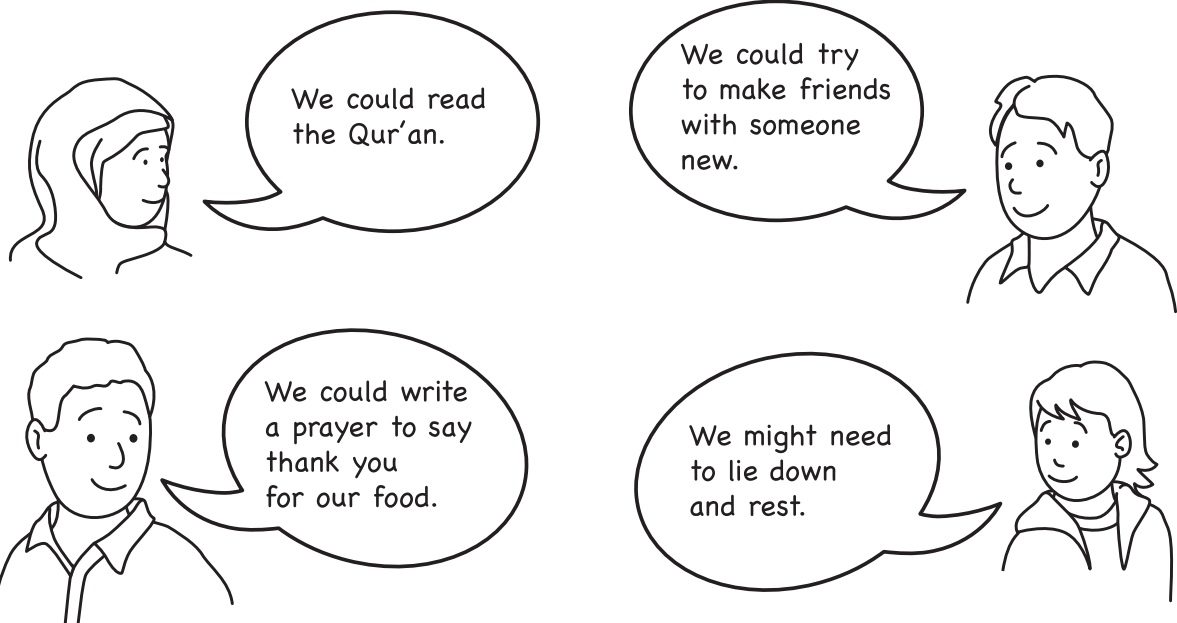 We could read
the Qur’an.
We could try
to make friends
with someone
new.
We could write
a prayer to say
thank you
for our food.
We might need
to lie down
and rest.